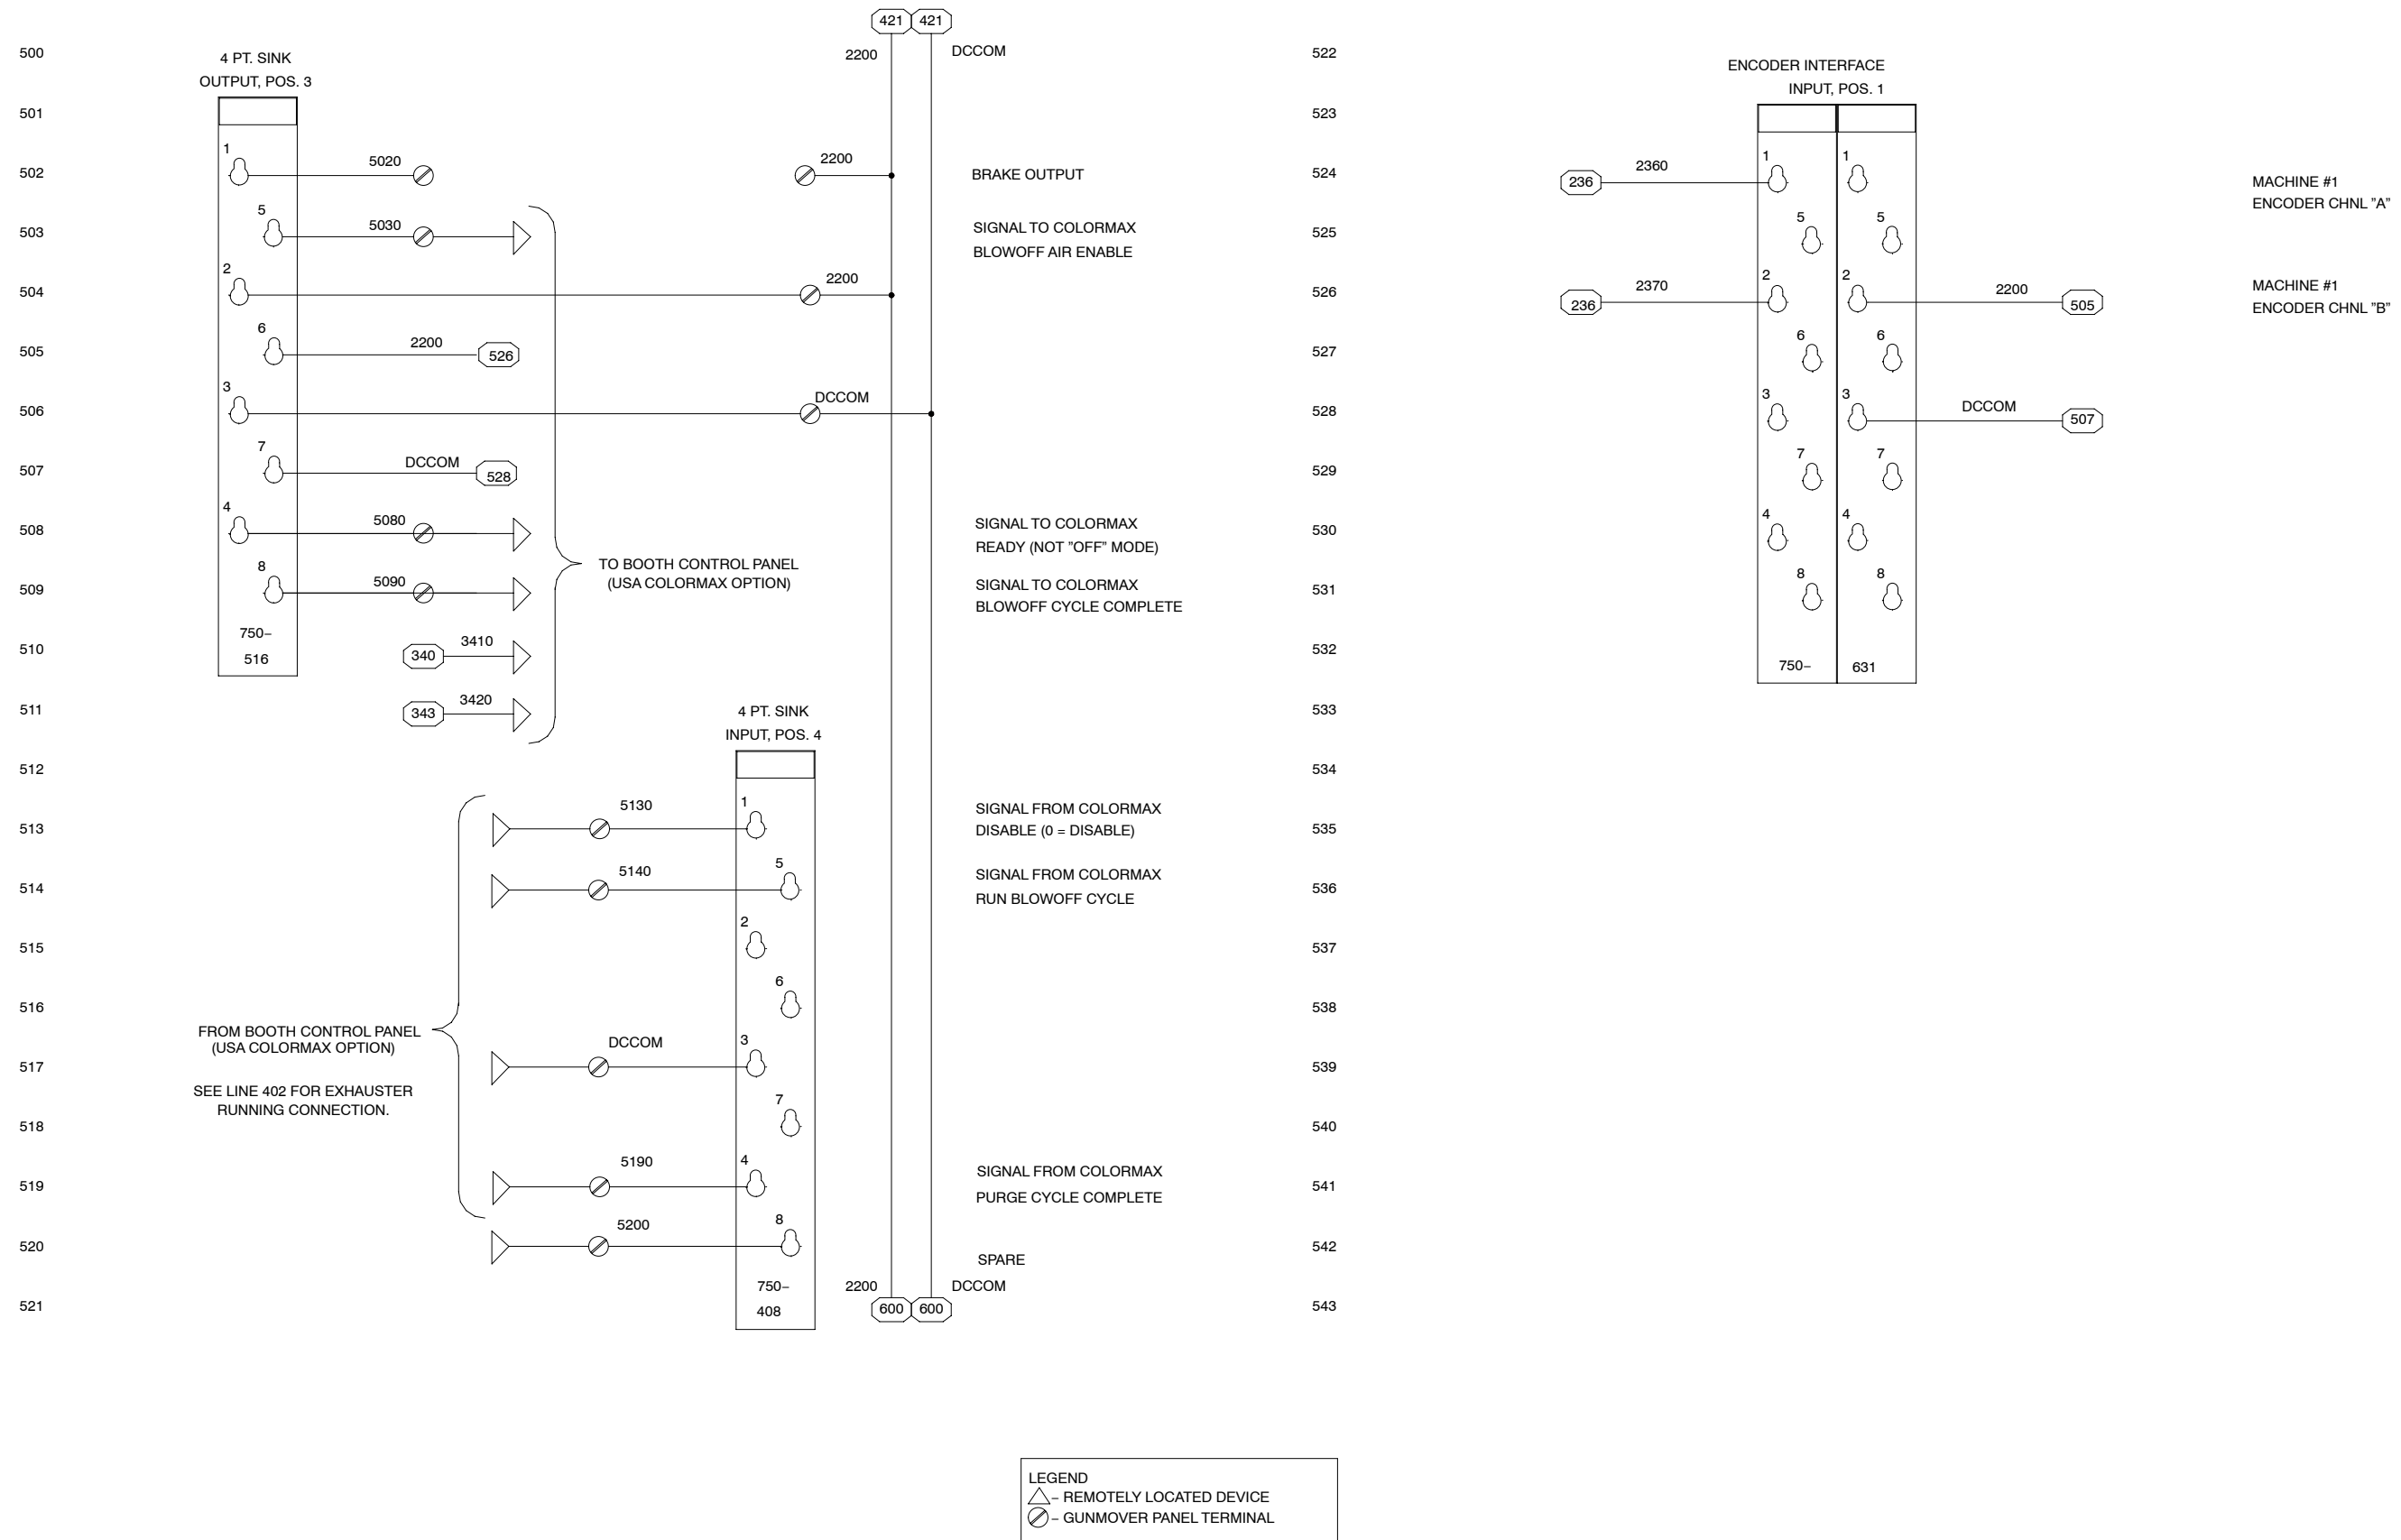 421 421
500
4 PT. SINK
OUTPUT, POS. 3
2200
DCCOM
501
1
502
5020
2200
BRAKE OUTPUT
5
503
5030
SIGNAL TO COLORMAX
BLOWOFF AIR ENABLE
2
504
2200
6
505
2200
526
3
506
DCCOM
7
507
DCCOM
528
4
508
5080
SIGNAL TO COLORMAX
READY (NOT "OFF" MODE)
TO BOOTH CONTROL PANEL
(USA COLORMAX OPTION)
8
509
5090
SIGNAL TO COLORMAX
BLOWOFF CYCLE COMPLETE
750–
516
510
340
3410
511
343
3420
4 PT. SINK
INPUT, POS. 4
512
1
513
5130
SIGNAL FROM COLORMAX
DISABLE (0 = DISABLE)
5
514
5140
SIGNAL FROM COLORMAX
RUN BLOWOFF CYCLE
2
515
6
516
FROM BOOTH CONTROL PANEL
(USA COLORMAX OPTION)
SEE LINE 402 FOR EXHAUSTER
RUNNING CONNECTION.
3
517
DCCOM
7
518
4
519
5190
SIGNAL FROM COLORMAX
PURGE CYCLE COMPLETE
8
520
5200
SPARE
750–
408
521
2200
DCCOM
600 600
522
ENCODER INTERFACE
INPUT, POS. 1
523
1 1
524
236
2360
MACHINE #1
ENCODER CHNL "A"
5 5
525
2 2
526
236
2370
2200
505
MACHINE #1
ENCODER CHNL "B"
6 6
527
3 3
528
DCCOM
507
7 7
529
4 4
530
8 8
531
532
750– 631
533
534
535
536
537
538
539
540
541
542
543
LEGEND
– REMOTELY LOCATED DEVICE
– GUNMOVER PANEL TERMINAL